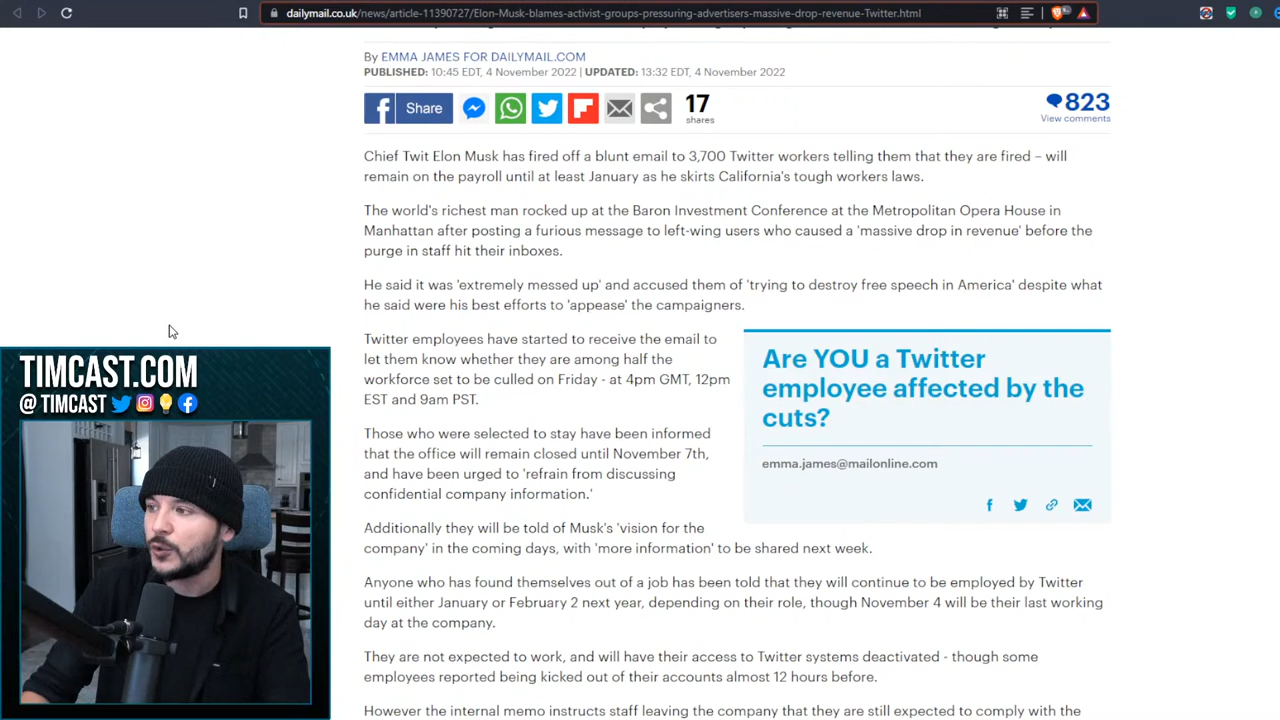 dailymail.co.uk/news/article-11390727/Elon-Musk-blames-activist-groups-pressuring-advertisers-massive-drop-revenue-Twitter.html
By EMMA JAMES FOR DAILYMAIL.COM
PUBLISHED: 10:45 EDT, 4 November 2022 | UPDATED: 13:32 EDT, 4 November 2022
Share
17
shares
823
View comments
Chief Twit Elon Musk has fired off a blunt email to 3,700 Twitter workers telling them that they are fired – will
remain on the payroll until at least January as he skirts California's tough workers laws.
The world's richest man rocked up at the Baron Investment Conference at the Metropolitan Opera House in
Manhattan after posting a furious message to left-wing users who caused a 'massive drop in revenue' before the
purge in staff hit their inboxes.
He said it was 'extremely messed up' and accused them of 'trying to destroy free speech in America' despite what
he said were his best efforts to 'appease' the campaigners.
Twitter employees have started to receive the email to
let them know whether they are among half the
workforce set to be culled on Friday - at 4pm GMT, 12pm
EST and 9am PST.
Are YOU a Twitter
employee affected by the
cuts?
emma.james@mailonline.com
Those who were selected to stay have been informed
that the office will remain closed until November 7th,
and have been urged to 'refrain from discussing
confidential company information.'
Additionally they will be told of Musk's 'vision for the
company' in the coming days, with 'more information' to be shared next week.
Anyone who has found themselves out of a job has been told that they will continue to be employed by Twitter
until either January or February 2 next year, depending on their role, though November 4 will be their last working
day at the company.
They are not expected to work, and will have their access to Twitter systems deactivated - though some
employees reported being kicked out of their accounts almost 12 hours before.
However the internal memo instructs staff leaving the company that they are still expected to comply with the
TIMCAST.COM
@ TIMCAST